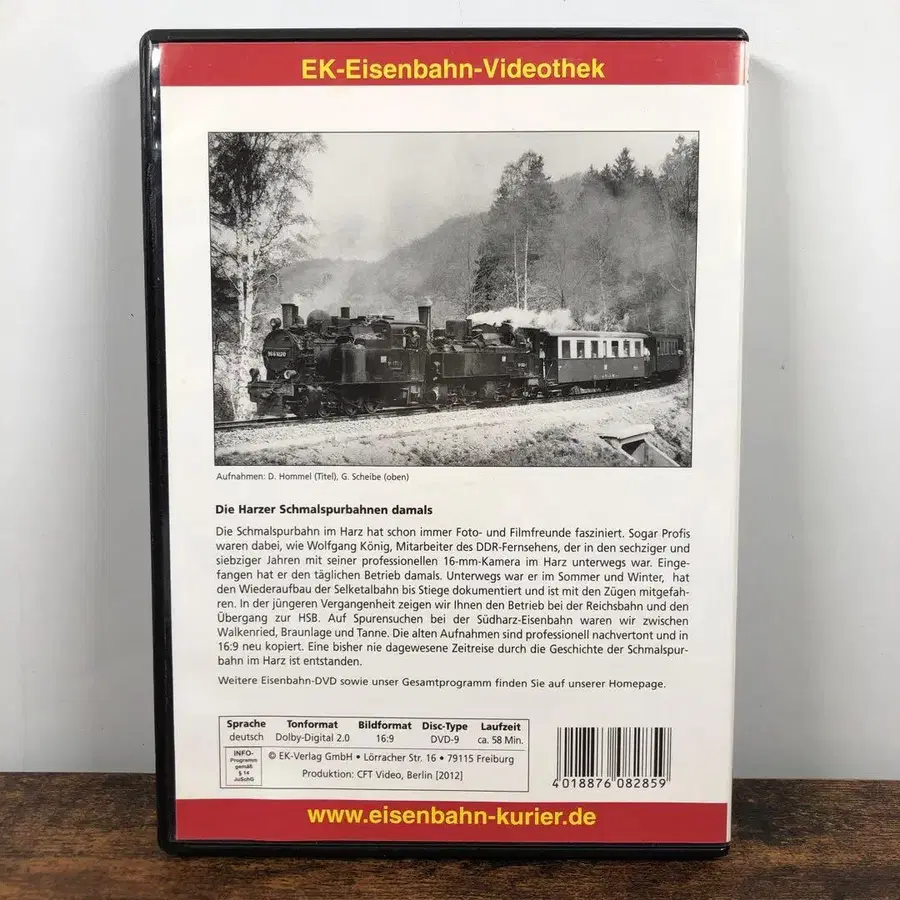 EK-Eisenbahn-Videothek
Aufnahmen: D. Hommel (Titel), G. Scheibe (oben)
Die Harzer Schmalspurbahnen damals
Die Schmalspurbahn im Harz hat schon immer Foto- und Filmfreunde fasziniert. Sogar Profis
waren dabei, wie Wolfgang König, Mitarbeiter des DDR-Fernsehens, der in den sechziger und
siebziger Jahren mit seiner professionellen 16-mm-Kamera im Harz unterwegs war. Einge-
fangen hat er den täglichen Betrieb damals. Unterwegs war er im Sommer und Winter, hat
den Wiederaufbau der Selketalbahn bis Stiege dokumentiert und ist mit den Zügen mitgefah-
ren. In der jüngeren Vergangenheit zeigen wir Ihnen den Betrieb bei der Reichsbahn und den
Übergang zur HSB. Auf Spurensuchen bei der Südharz-Eisenbahn waren wir zwischen
Walkenried, Braunlage und Tanne. Die alten Aufnahmen sind professionell nachvertont und in
16:9 neu kopiert. Eine bisher nie dagewesene Zeitreise durch die Geschichte der Schmalspur-
bahn im Harz ist entstanden.
Weitere Eisenbahn-DVD sowie unser Gesamtprogramm finden Sie auf unserer Homepage.
Sprache Tonformat Bildformat Disc-Type Laufzeit
deutsch Dolby-Digital 2.0 16:9 DVD-9 ca. 58 Min.
INFO-
Programm
gemäß
§ 14
JuSchG
© EK-Verlag GmbH • Lörracher Str. 16 • 79115 Freiburg
Produktion: CFT Video, Berlin [2012]
4 018876 082859
www.eisenbahn-kurier.de